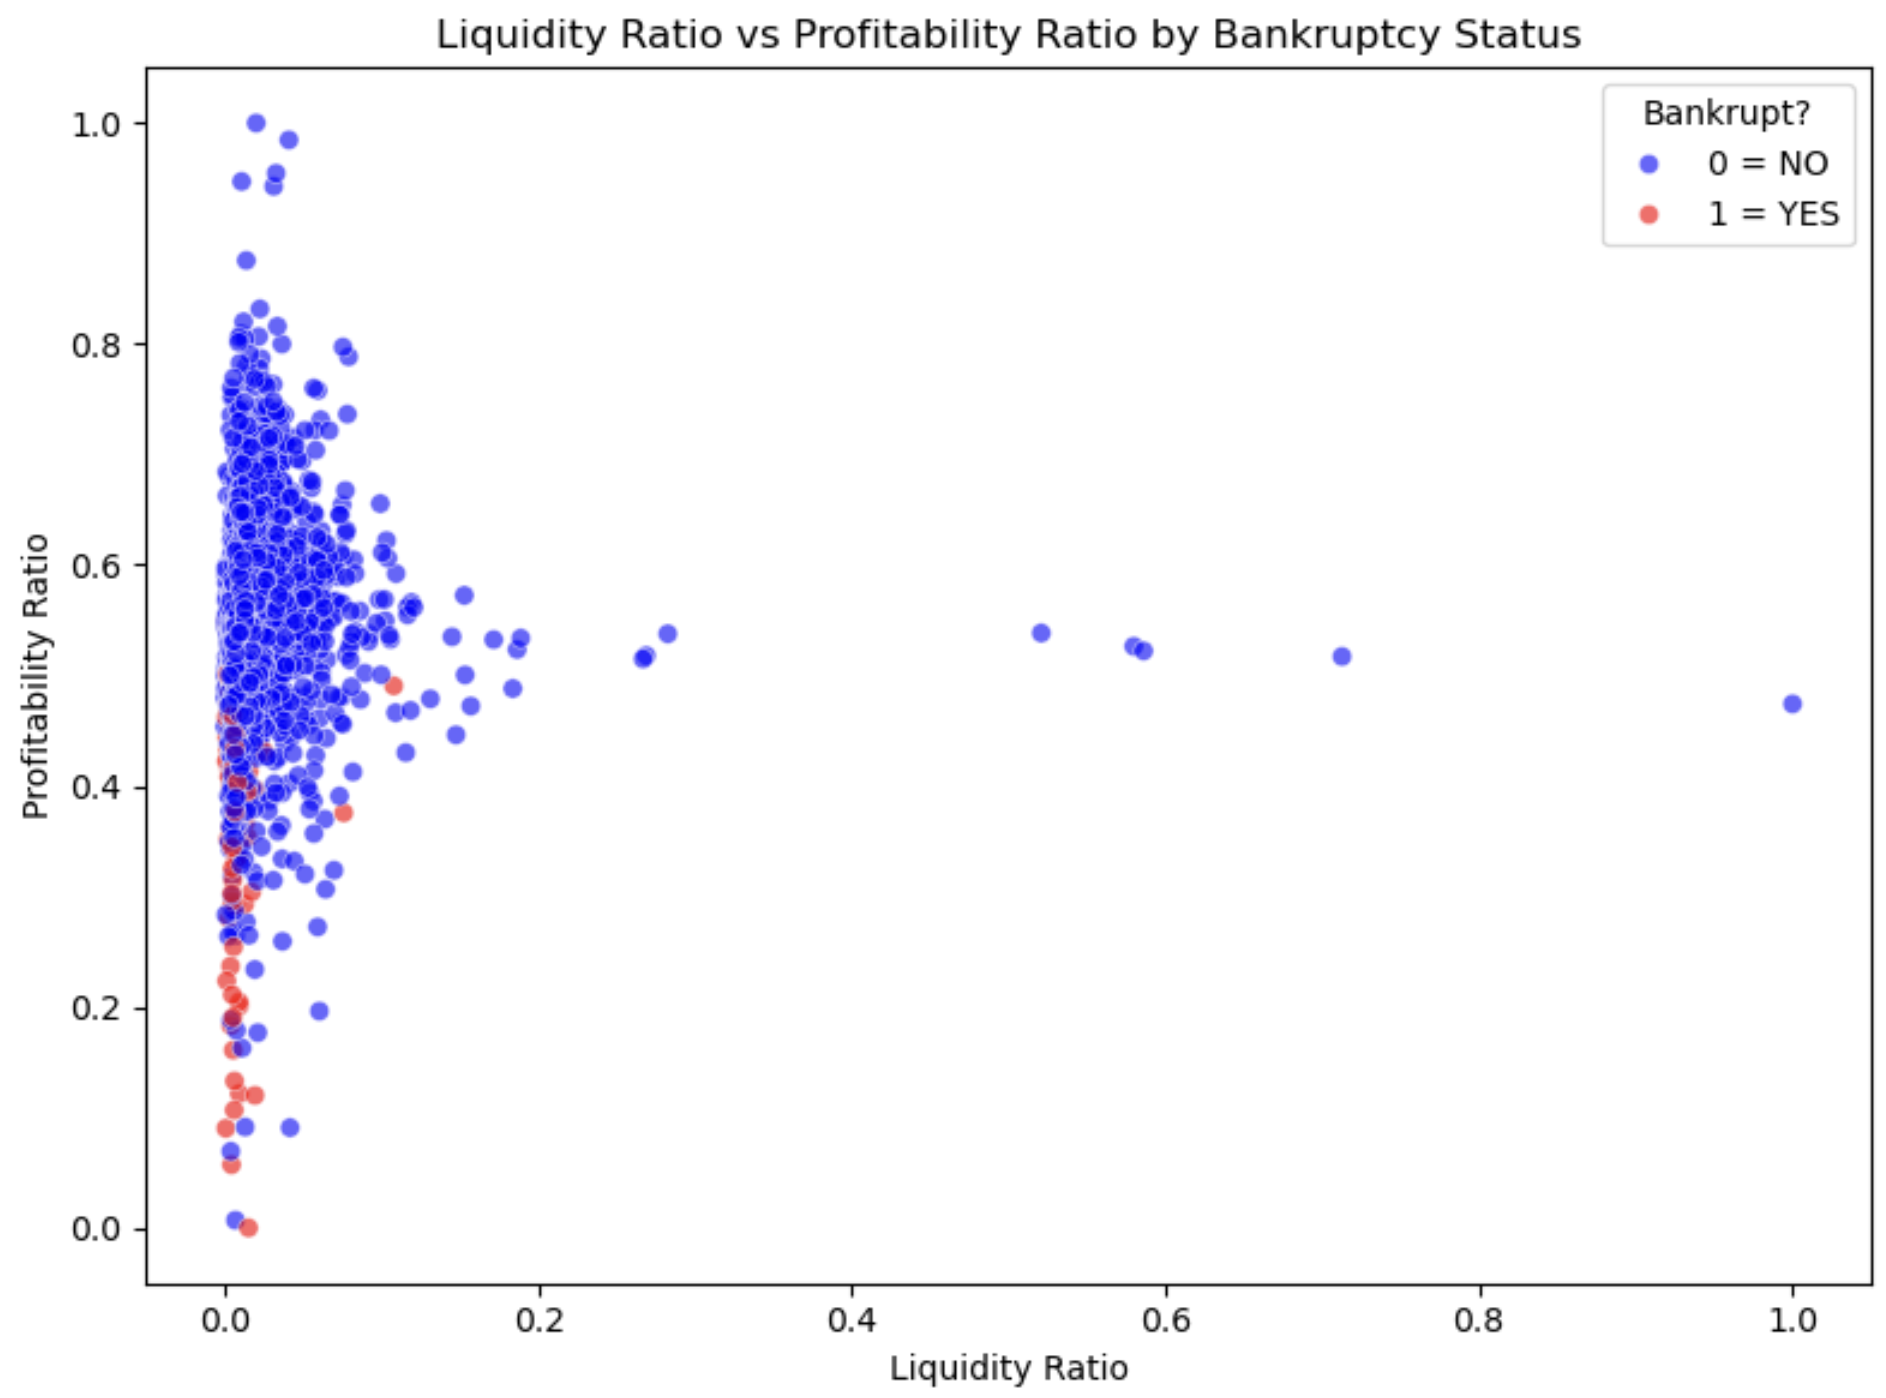 Liquidity Ratio vs Profitability Ratio by Bankruptcy Status
Bankrupt?
0 = NO
1 = YES
Profitability Ratio
1.0
0.8
0.6
0.4
0.2
0.0
0.0 0.2 0.4 0.6 0.8 1.0
Liquidity Ratio